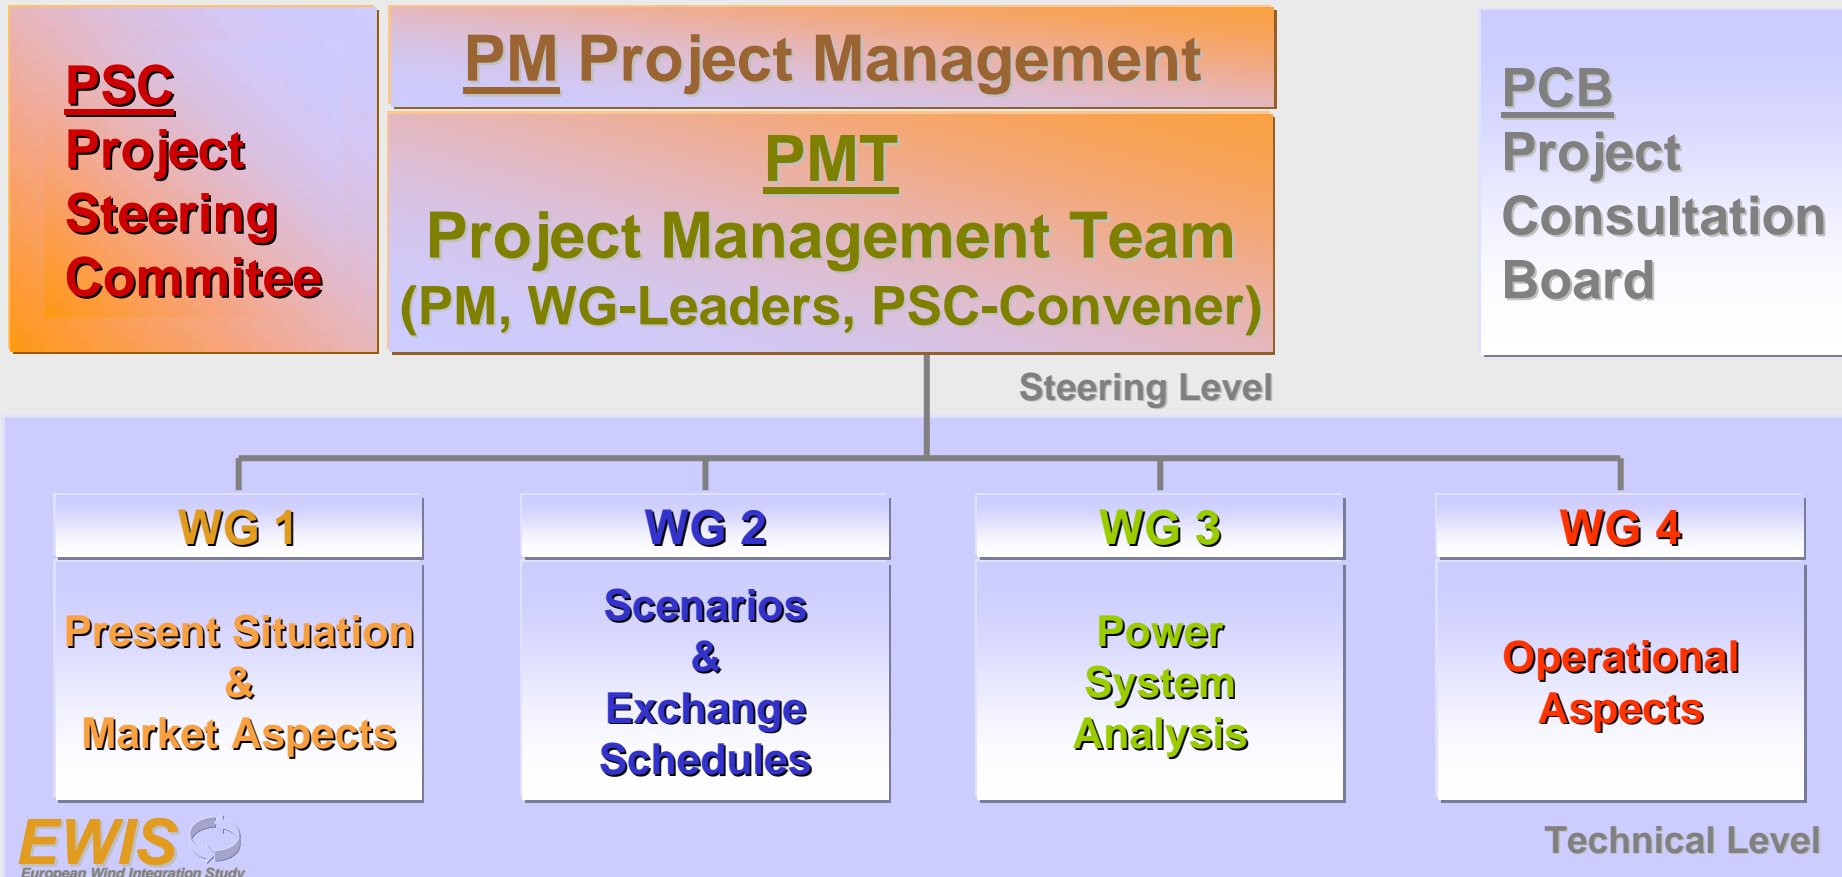 PSC
Project
Steering
Commitee
PM Project Management
PMT
Project Management Team
(PM, WG-Leaders, PSC-Convener)
PCB
Project
Consultation
Board
Steering Level
WG 1
Present Situation
&
Market Aspects
WG 2
Scenarios
&
Exchange
Schedules
WG 3
Power
System
Analysis
WG 4
Operational
Aspects
EWIS
European Wind Integration Study
Technical Level